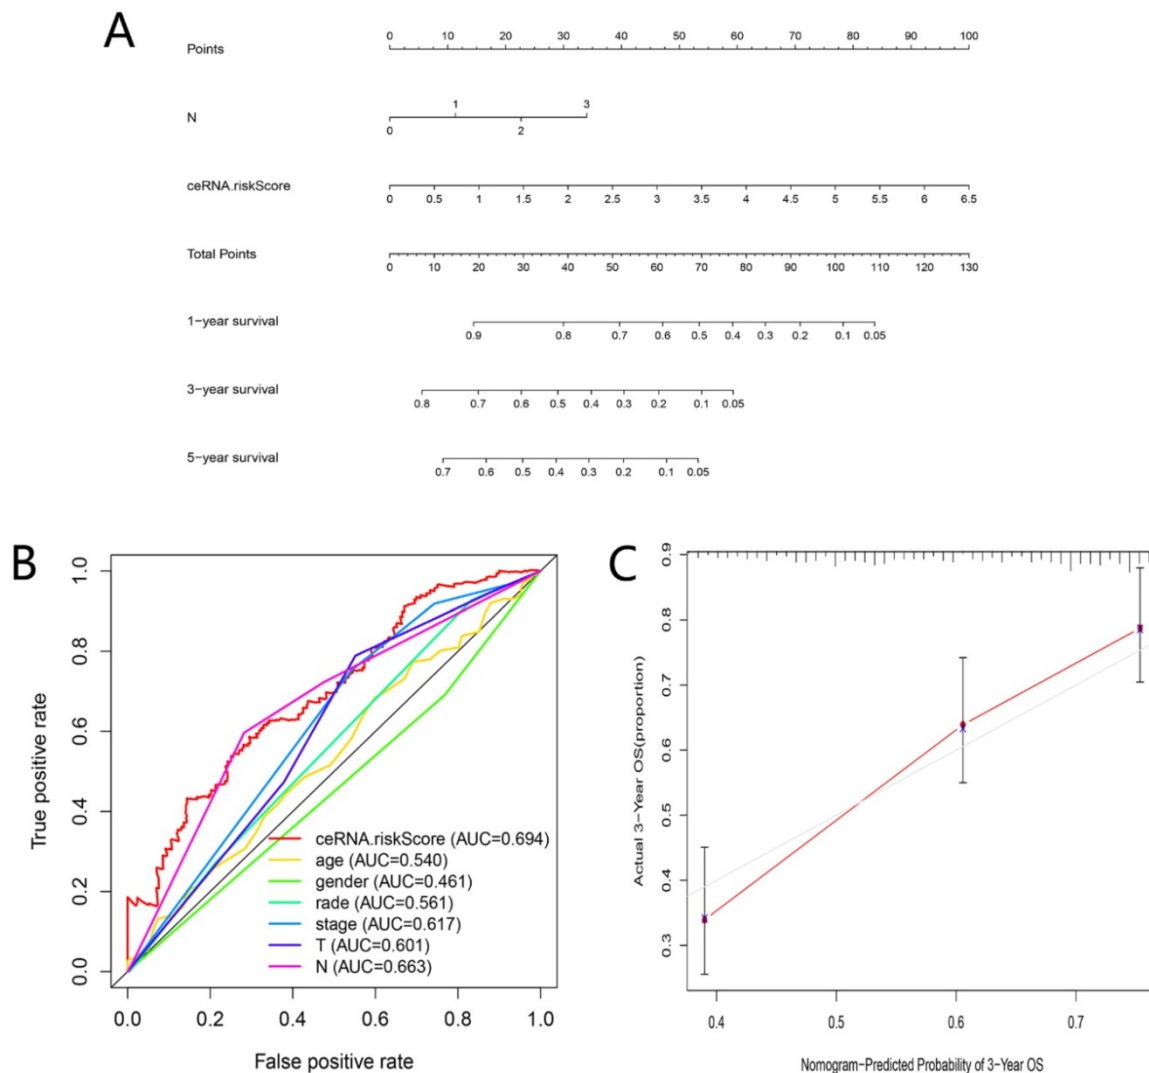 A
Points
0 10 20 30 40 50 60 70 80 90 100
N
1 3
0 2
ceRNA.riskScore
0 0.5 1 1.5 2 2.5 3 3.5 4 4.5 5 5.5 6 6.5
Total Points
0 10 20 30 40 50 60 70 80 90 100 110 120 130
1−year survival
0.9 0.8 0.7 0.6 0.5 0.4 0.3 0.2 0.1 0.05
3−year survival
0.8 0.7 0.6 0.5 0.4 0.3 0.2 0.1 0.05
5−year survival
0.7 0.6 0.5 0.4 0.3 0.2 0.1 0.05
B
True positive rate
1.0
0.8
0.6
0.4
0.2
0.0
ceRNA.riskScore (AUC=0.694)
age (AUC=0.540)
gender (AUC=0.461)
rade (AUC=0.561)
stage (AUC=0.617)
T (AUC=0.601)
N (AUC=0.663)
0.0 0.2 0.4 0.6 0.8 1.0
False positive rate
C
Actual 3-Year OS(proportion)
0.9
0.8
0.7
0.6
0.5
0.4
0.3
0.4 0.5 0.6 0.7
Nomogram-Predicted Probability of 3-Year OS